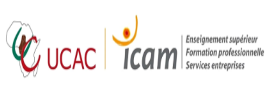 UCAC
icam
Enseignement supérieur
Formation professionnelle
Services entreprises